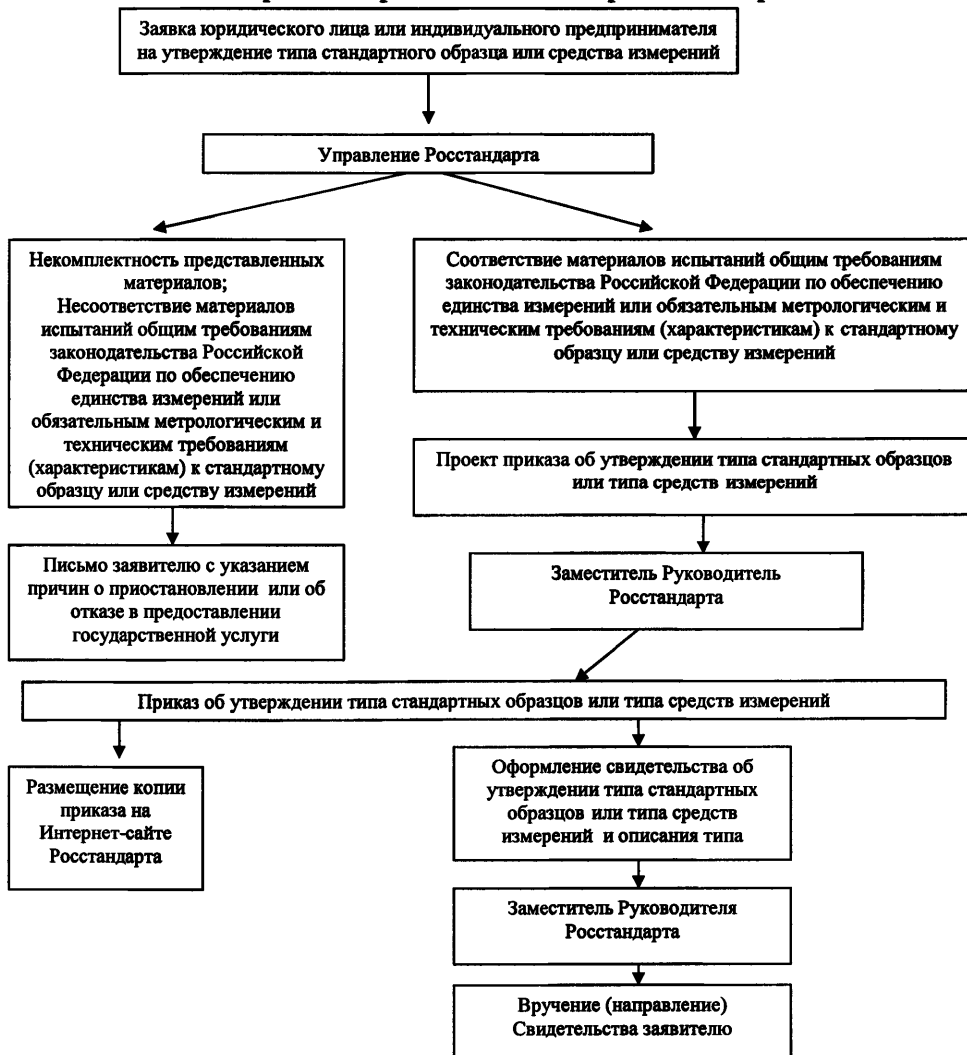 Заявка юридического лица или индивидуального предпринимателя
на утверждение типа стандартного образца или средства измерений
Управление Росстандарта
Некомплектность представленных
материалов;
Несоответствие материалов
испытаний общим требованиям
законодательства Российской
Федерации по обеспечению
единства измерений или
обязательным метрологическим и
техническим требованиям
(характеристикам) к стандартному
образцу или средству измерений
Соответствие материалов испытаний общим требованиям
законодательства Российской Федерации по обеспечению
единства измерений или обязательным метрологическим и
техническим требованиям (характеристикам) к стандартному
образцу или средству измерений
Проект приказа об утверждении типа стандартных образцов
или типа средств измерений
Письмо заявителю с указанием
причин о приостановлении или об
отказе в предоставлении
государственной услуги
Заместитель Руководитель
Росстандарта
Приказ об утверждении типа стандартных образцов или типа средств измерений
Размещение копии
приказа на
Интернет-сайте
Росстандарта
Оформление свидетельства об
утверждении типа стандартных
образцов или типа средств
измерений и описания типа
Заместитель Руководителя
Росстандарта
Вручение (направление)
Свидетельства заявителю